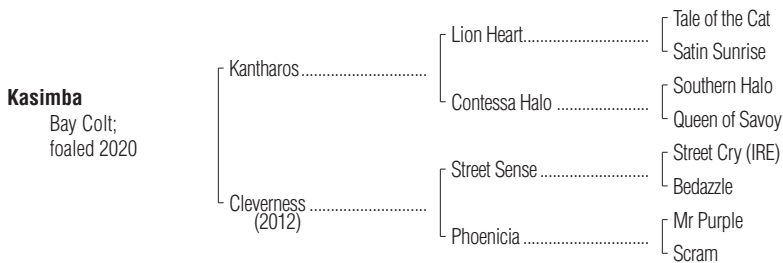 Kasimba
Bay Colt;
foaled 2020
Kantharos
Cleverness
(2012)
Lion Heart
Contessa Halo
Street Sense
Phoenicia
Tale of the Cat
Satin Sunrise
Southern Halo
Queen of Savoy
Street Cry (IRE)
Bedazzle
Mr Purple
Scram